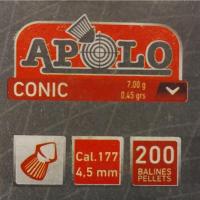 APOLO
CONIC
7.00 g
0.45 grs
Cal.177
4,5 mm
200
BALINES
PELLETS